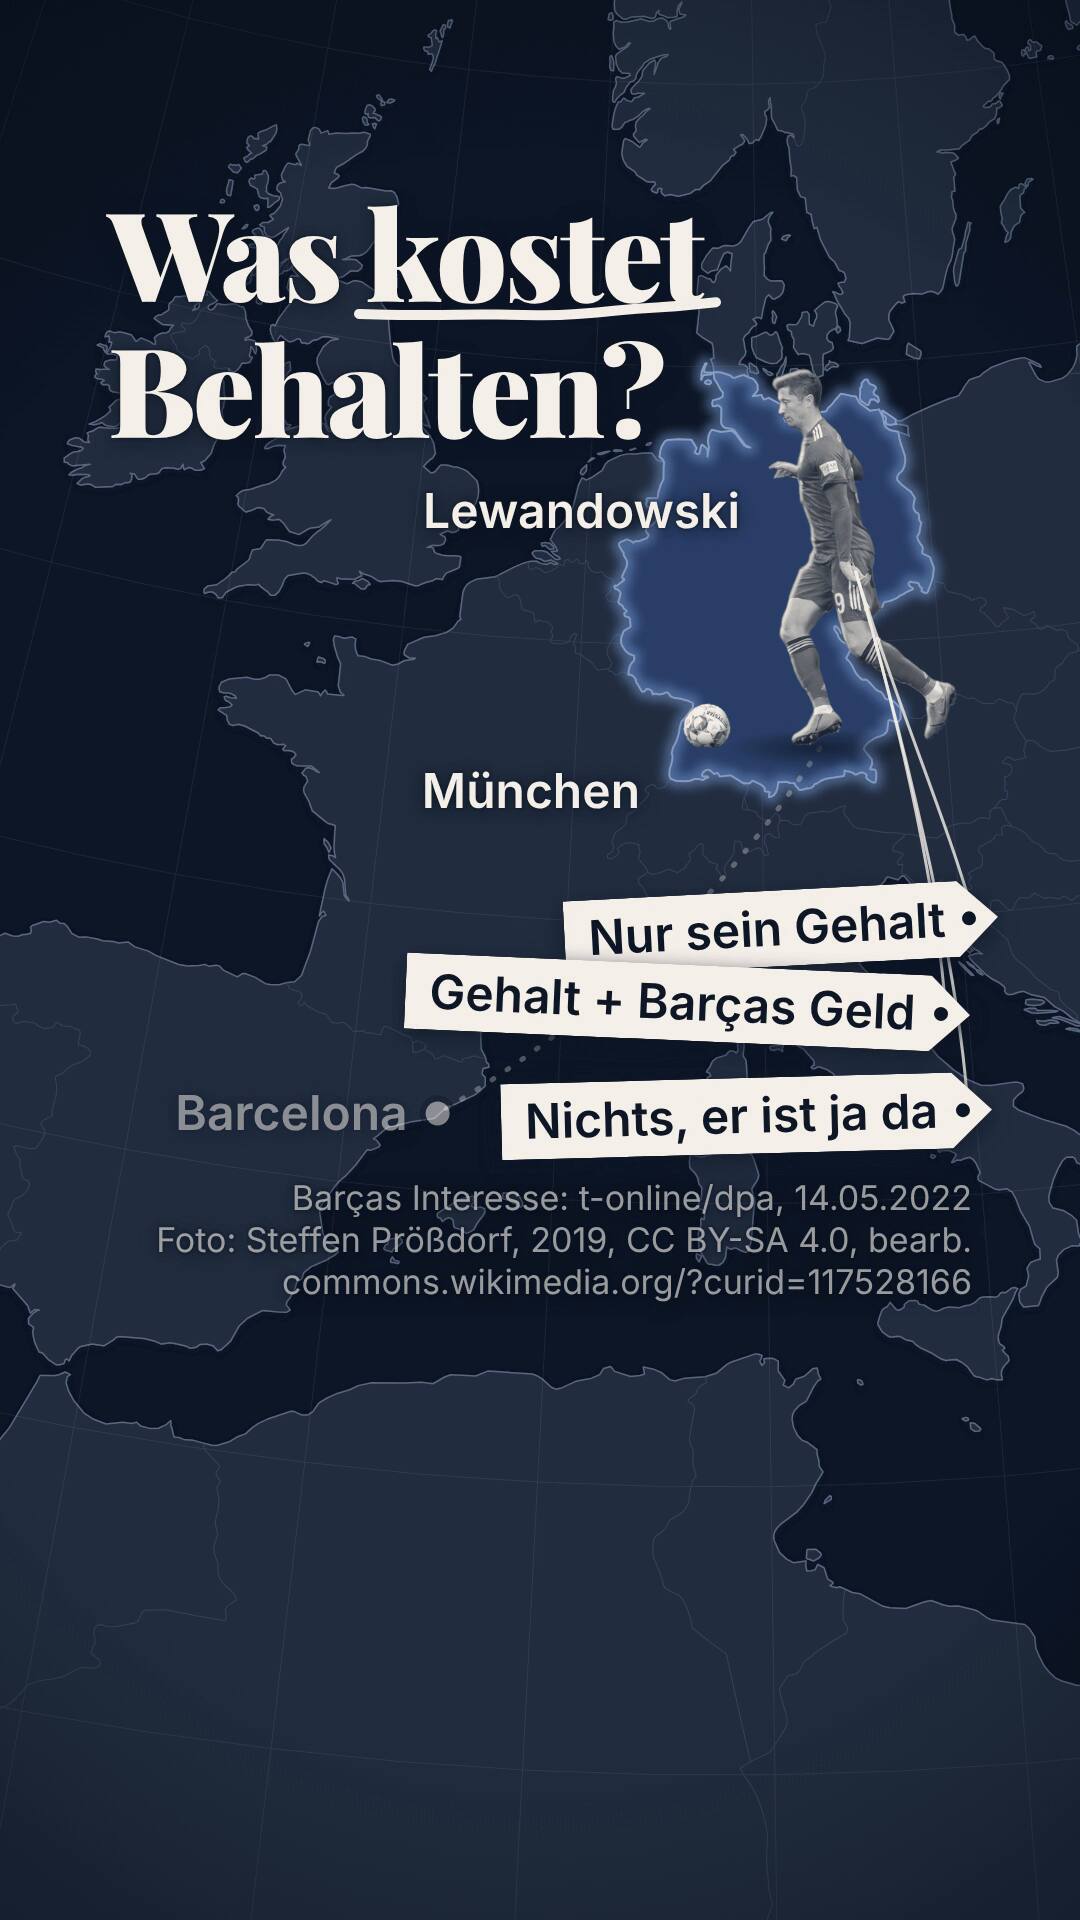 Was kostet
Behalten?
Lewandowski
9
München
Nur sein Gehalt
Gehalt + Barças Geld
Barcelona
Nichts, er ist ja da
Barças Interesse: t-online/dpa, 14.05.2022
Foto: Steffen Prößdorf, 2019, CC BY-SA 4.0, bearb.
commons.wikimedia.org/?curid=117528166